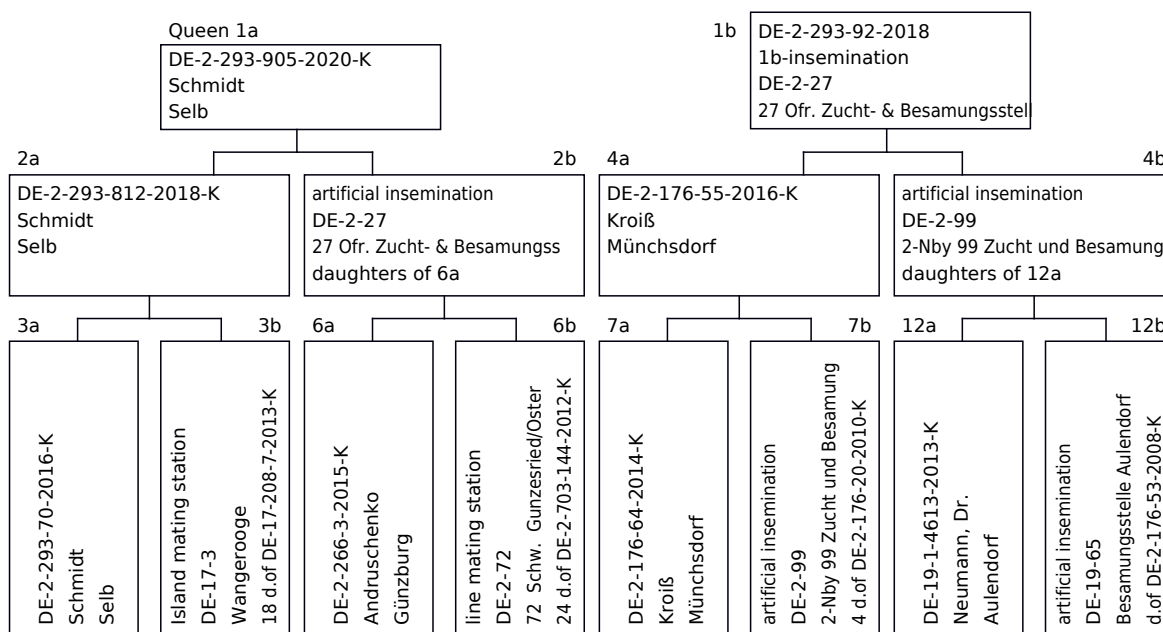 Queen 1a
DE-2-293-905-2020-K
Schmidt
Selb
1b
DE-2-293-92-2018
1b-insemination
DE-2-27
27 Ofr. Zucht- & Besamungsstell
2a
DE-2-293-812-2018-K
Schmidt
Selb
2b
artificial insemination
DE-2-27
27 Ofr. Zucht- & Besamungss
daughters of 6a
4a
DE-2-176-55-2016-K
Kroiß
Münchsdorf
4b
artificial insemination
DE-2-99
2-Nby 99 Zucht und Besamung
daughters of 12a
3a
DE-2-293-70-2016-K
Schmidt
Selb
3b
Island mating station
DE-17-3
Wangerooge
18 d.of DE-17-208-7-2013-K
6a
DE-2-266-3-2015-K
Andruschenko
Günzburg
6b
line mating station
DE-2-72
72 Schw. Gunzesried/Oster
24 d.of DE-2-703-144-2012-K
7a
DE-2-176-64-2014-K
Kroiß
Münchsdorf
7b
artificial insemination
DE-2-99
2-Nby 99 Zucht und Besamung
4 d.of DE-2-176-20-2010-K
12a
DE-19-1-4613-2013-K
Neumann, Dr.
Aulendorf
12b
artificial insemination
DE-19-65
Besamungsstelle Aulendorf
d.of DE-2-176-53-2008-K